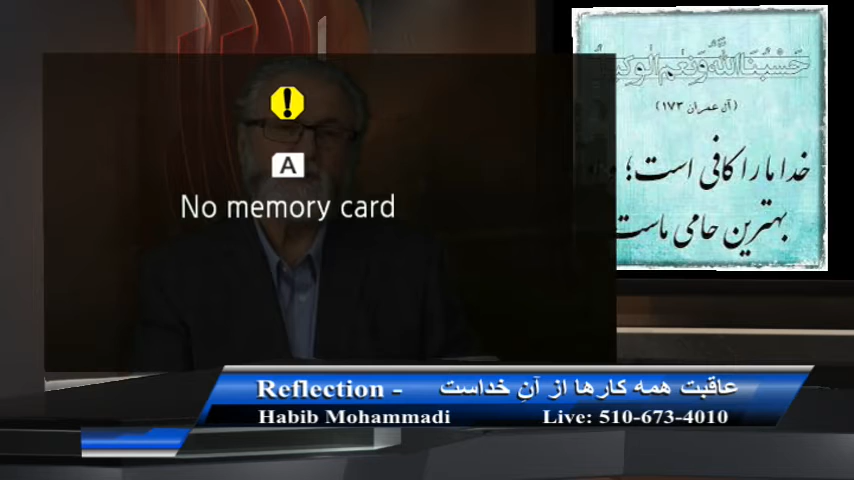 A
No memory card
حَسْبُنَا اللّٰهُ وَنِعْمَ الْوَكِيلُ
(آل عمران ۱۷۳)
خدا ما را کافی است؛ و
بهترین حامی ماست
Reflection - عاقبت همه کارها از آنِ خداست
Habib Mohammadi Live: 510-673-4010